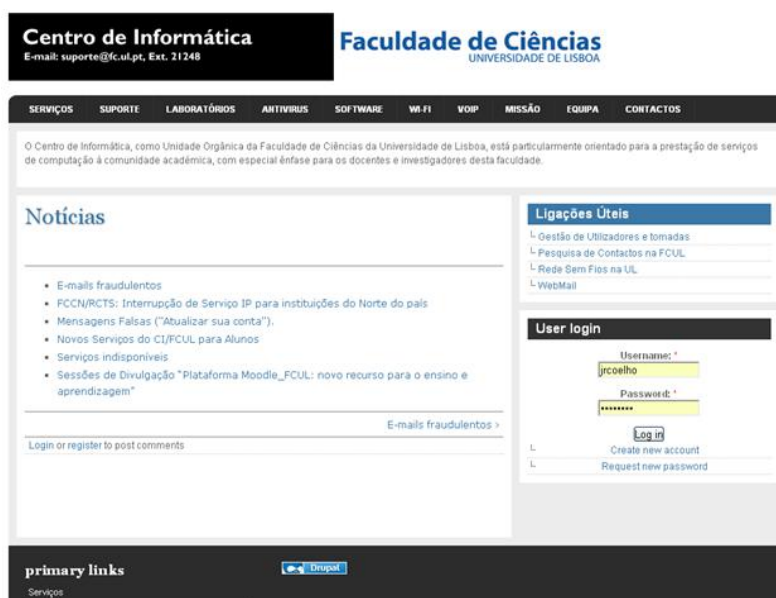 Centro de Informática
E-mail: suporte@fc.ul.pt, Ext. 21248
Faculdade de Ciências
UNIVERSIDADE DE LISBOA
SERVIÇOS SUPORTE LABORATÓRIOS ANTIVIRUS SOFTWARE WI-FI VOIP MISSÃO EQUIPA CONTACTOS
O Centro de Informática, como Unidade Orgânica da Faculdade de Ciências da Universidade de Lisboa, está particularmente orientado para a prestação de serviços
de computação à comunidade académica, com especial ênfase para os docentes e investigadores desta faculdade.
Notícias
E-mails fraudulentos
FCCN/RCTS: Interrupção de Serviço IP para instituições do Norte do país
Mensagens Falsas ("Atualizar sua conta").
Novos Serviços do CI/FCUL para Alunos
Serviços indisponíveis
Sessões de Divulgação "Plataforma Moodle_FCUL: novo recurso para o ensino e
aprendizagem"
E-mails fraudulentos ›
Login or register to post comments
Ligações Úteis
Gestão de Utilizadores e tomadas
Pesquisa de Contactos na FCUL
Rede Sem Fios na UL
WebMail
User login
Username: *
jrcoelho
Password: *
••••••••
Log in
Create new account
Request new password
primary links
Serviços
Drupal